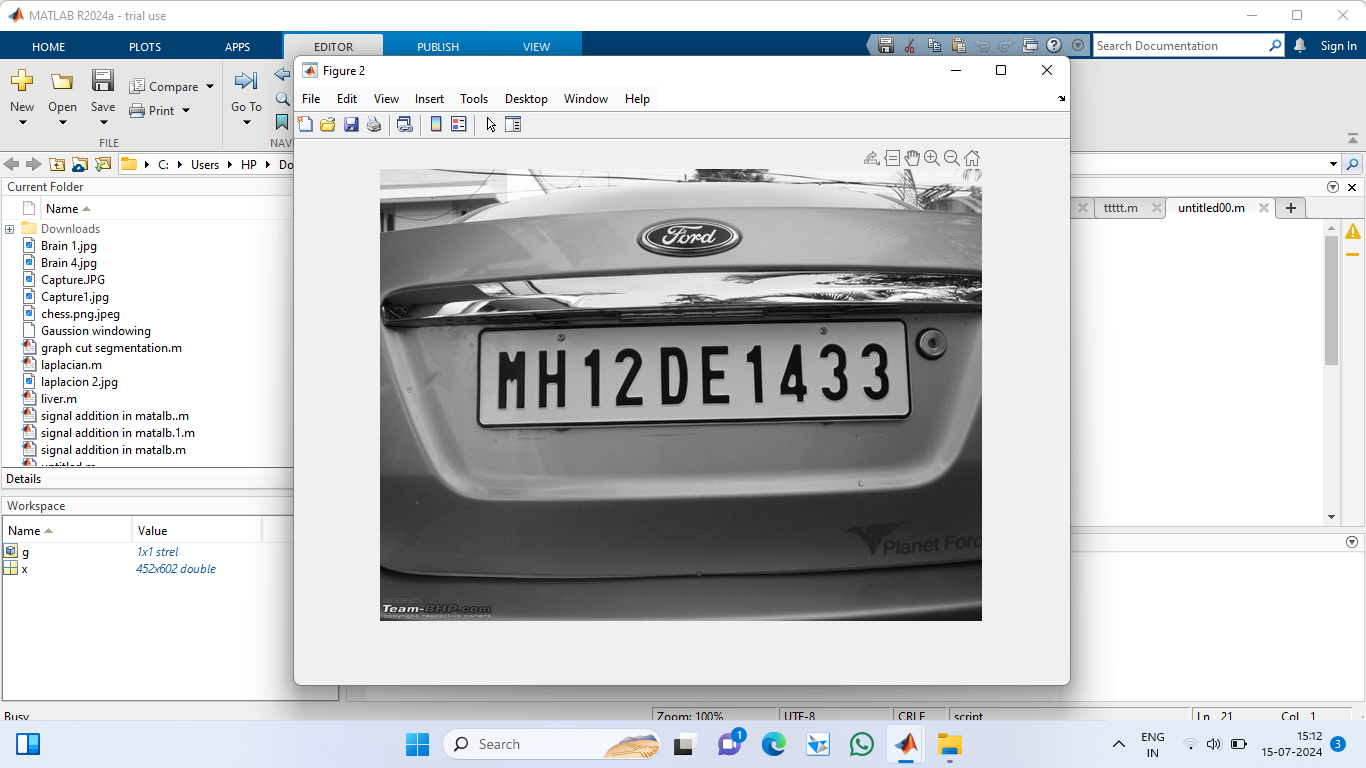 MATLAB R2024a - trial use
HOME PLOTS APPS EDITOR PUBLISH VIEW
Search Documentation
Sign In
New Open Save Compare Print Go To
FILE NAV
C: Users HP Do
Current Folder
Name
Downloads
Brain 1.jpg
Brain 4.jpg
Capture.JPG
Capture1.jpg
chess.png.jpeg
Gaussion windowing
graph cut segmentation.m
laplacian.m
laplacion 2.jpg
liver.m
signal addition in matalb..m
signal addition in matalb.1.m
signal addition in matalb.m
untitled.m
Details
Workspace
Name Value
g 1x1 strel
x 452x602 double
Busy
Figure 2
File Edit View Insert Tools Desktop Window Help
Ford
MH12DE1433
Planet Ford
Team-BHP.com
copyright respective owners
ttttt.m untitled00.m
Zoom: 100% UTF-8 CRLF script Ln 21 Col 1
Search
1
ENG
IN
15:12
15-07-2024
3